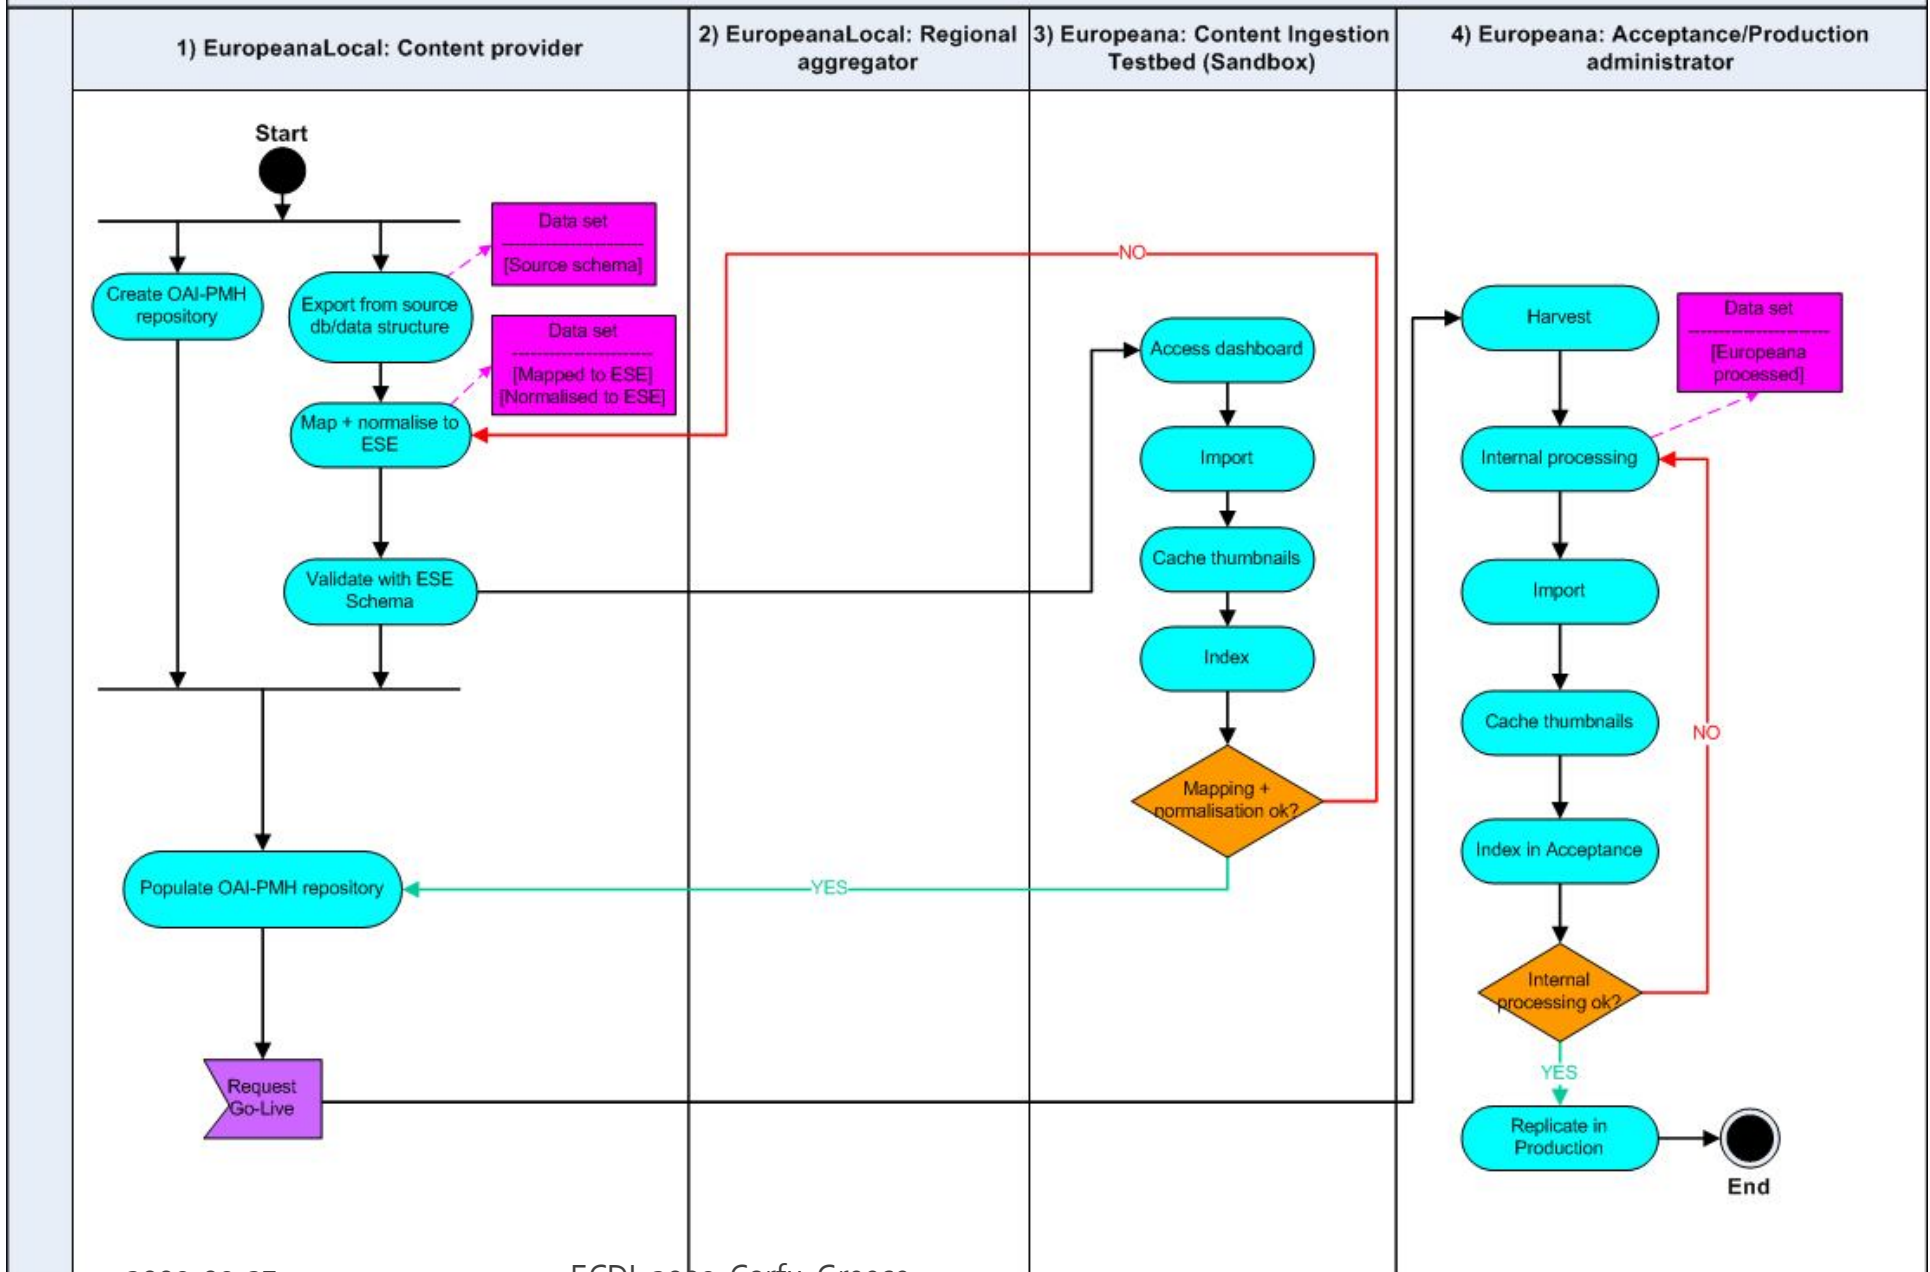 1) EuropeanaLocal: Content provider
2) EuropeanaLocal: Regional
aggregator
3) Europeana: Content Ingestion
Testbed (Sandbox)
4) Europeana: Acceptance/Production
administrator
Start
Data set
[Source schema]
Create OAI-PMH
repository
Export from source
db/data structure
Data set
[Mapped to ESE]
[Normalised to ESE]
Map + normalise to
ESE
Validate with ESE
Schema
Populate OAI-PMH repository
Request
Go-Live
NO
Access dashboard
Import
Cache thumbnails
Index
Mapping +
normalisation ok?
YES
Harvest
Data set
[Europeana
processed]
Internal processing
Import
Cache thumbnails
NO
Index in Acceptance
Internal
processing ok?
YES
Replicate in
Production
End
Corfu, Greece